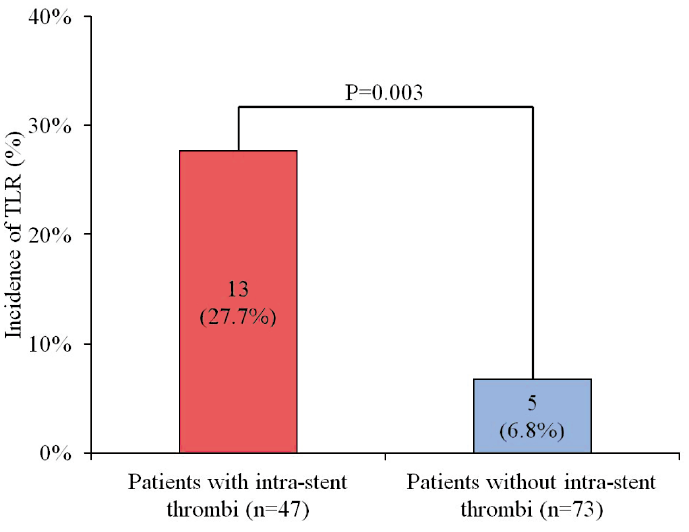 40%
P=0.003
30%
Incidence of TLR (%)
20%
13
(27.7%)
10%
5
(6.8%)
0%
Patients with intra-stent
thrombi (n=47)
Patients without intra-stent
thrombi (n=73)